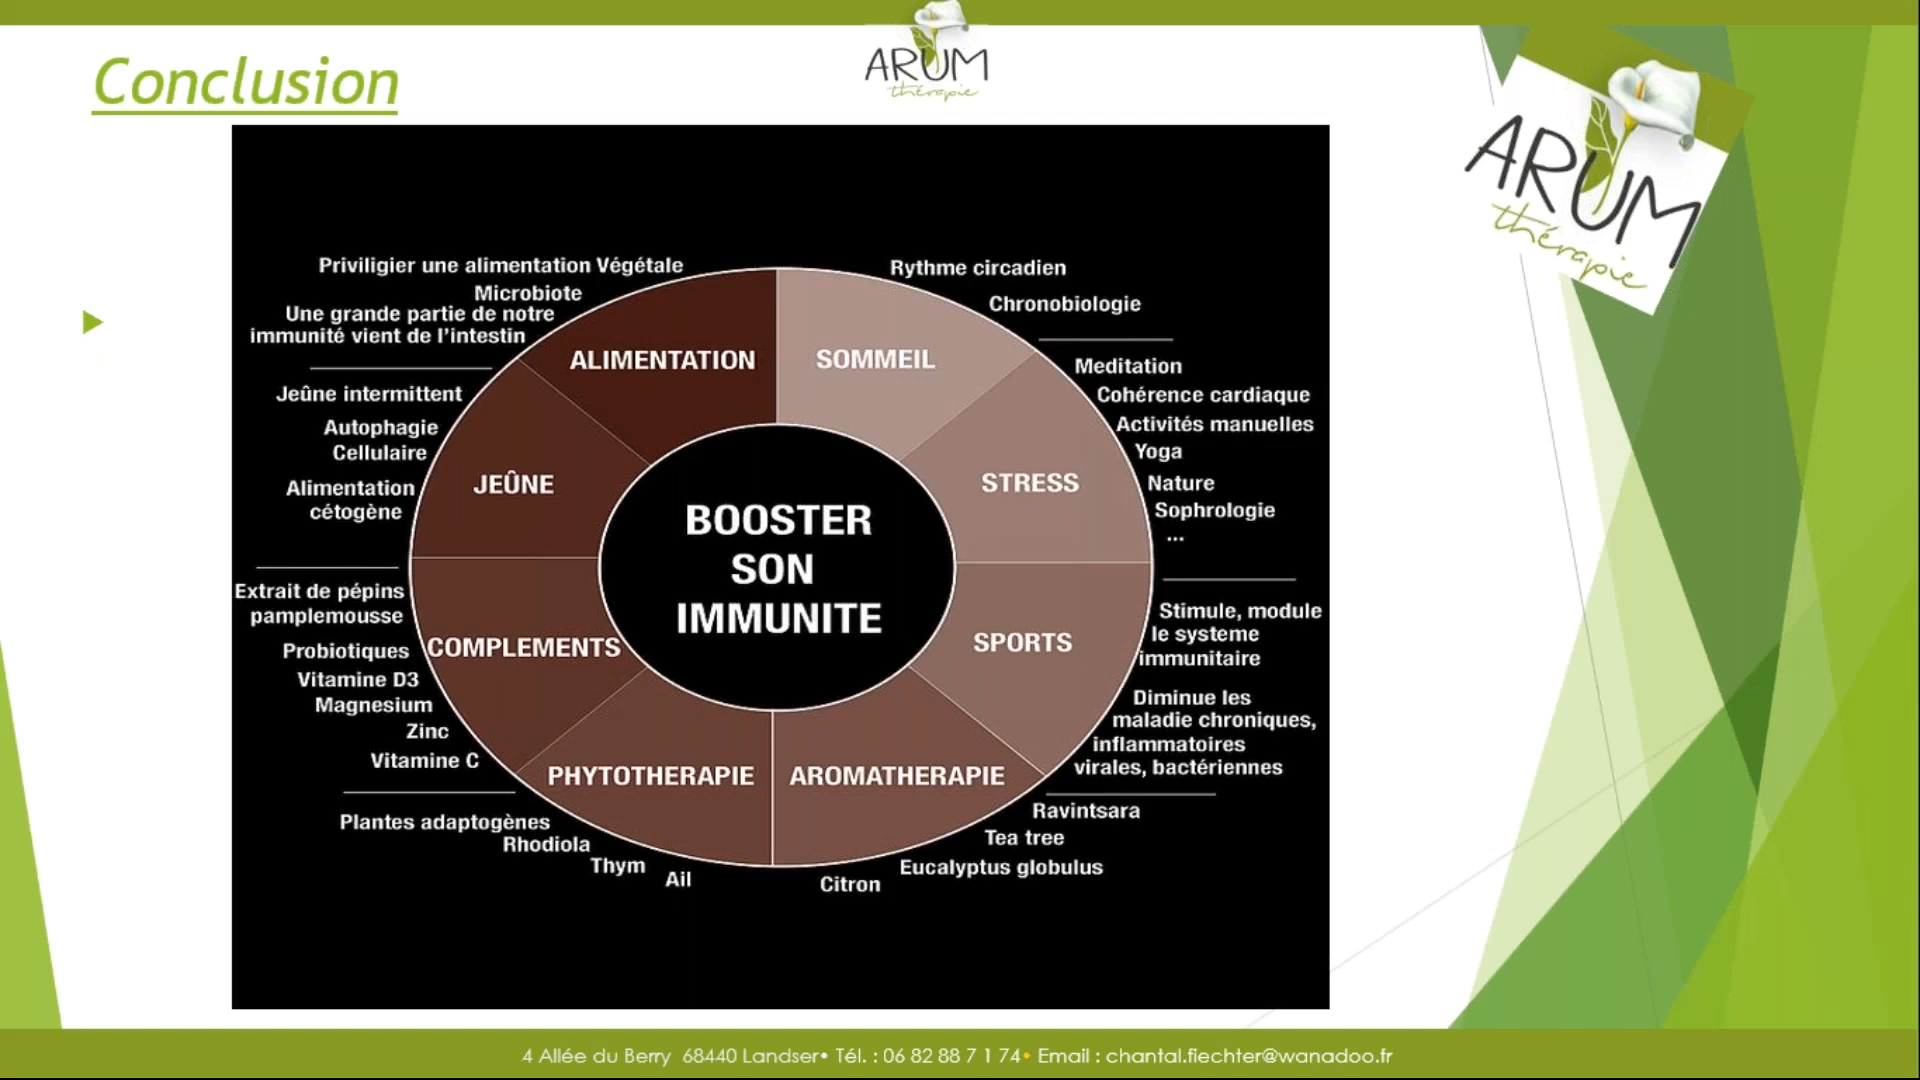 Conclusion
ARUM
thérapie
ARUM
thérapie
Priviligier une alimentation Végétale
Microbiote
Une grande partie de notre
immunité vient de l'intestin
ALIMENTATION
Jeûne intermittent
Autophagie
Cellulaire
Alimentation
cétogène
JEÛNE
Extrait de pépins
pamplemousse
Probiotiques
Vitamine D3
Magnesium
Zinc
Vitamine C
COMPLEMENTS
Plantes adaptogènes
Rhodiola
Thym
Ail
PHYTOTHERAPIE
BOOSTER
SON
IMMUNITE
Rythme circadien
Chronobiologie
SOMMEIL
Meditation
Cohérence cardiaque
Activités manuelles
Yoga
Nature
Sophrologie
...
STRESS
Stimule, module
le systeme
immunitaire
Diminue les
maladie chroniques,
inflammatoires
virales, bactériennes
SPORTS
Ravintsara
Tea tree
Eucalyptus globulus
Citron
AROMATHERAPIE
4 Allée du Berry 68440 Landser• Tél. : 06 82 88 7 1 74• Email : chantal.fiechter@wanadoo.fr